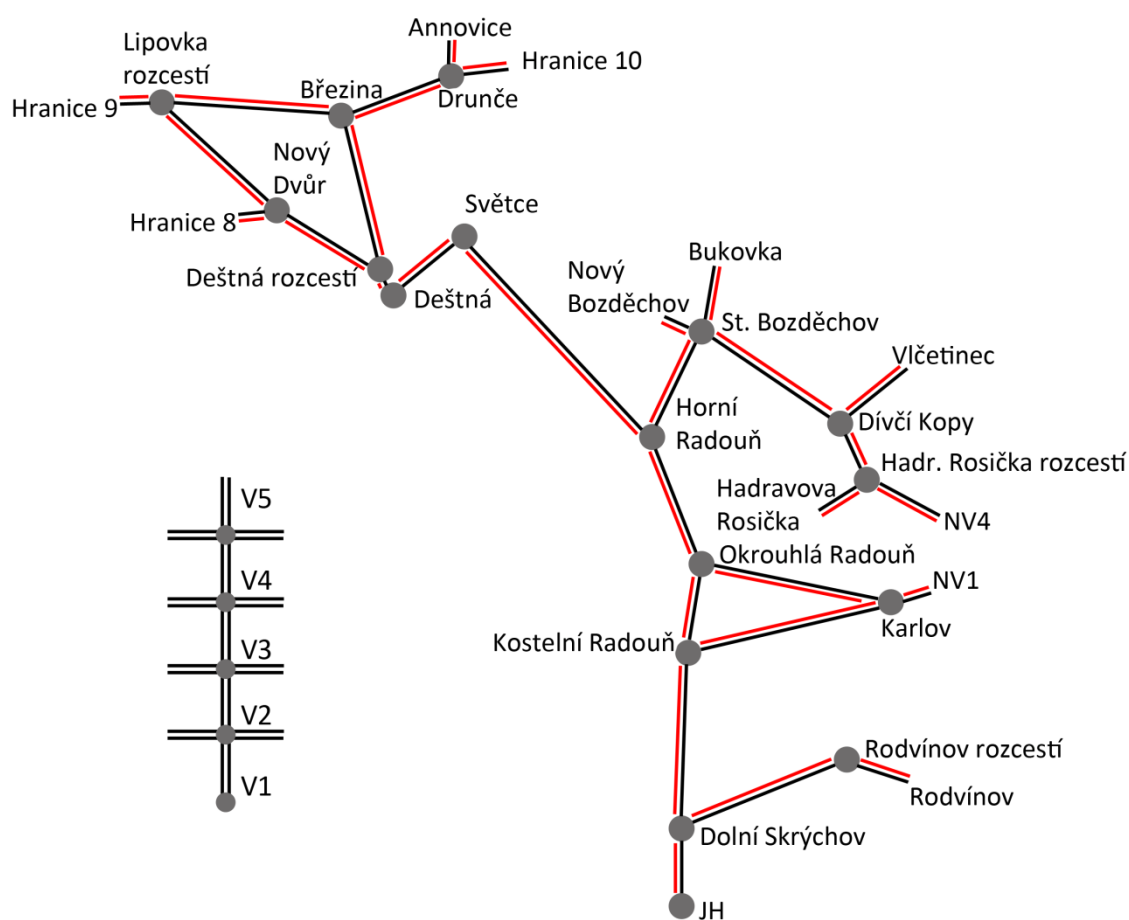 Annovice
Lipovka
rozcestí
Hranice 10
Březina
Drunče
Hranice 9
Nový
Dvůr
Světce
Hranice 8
Bukovka
Nový
Bozděchov
Deštná rozcestí
Deštná
St. Bozděchov
Vlčetinec
Horní
Radouň
Dívčí Kopy
Hadr. Rosička rozcestí
Hadravova
Rosička
NV4
V5
Okrouhlá Radouň
V4
NV1
Karlov
Kostelní Radouň
V3
V2
Rodvínov rozcestí
V1
Rodvínov
Dolní Skrýchov
JH